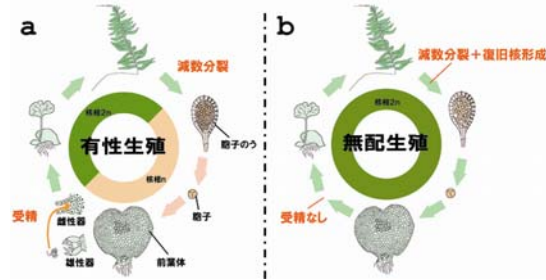 a
減数分裂
核相2n
有性生殖
胞子のう
核相n
受精
雌性器
胞子
雄性器
前葉体
b
減数分裂+復旧核形成
核相2n
無配生殖
受精なし